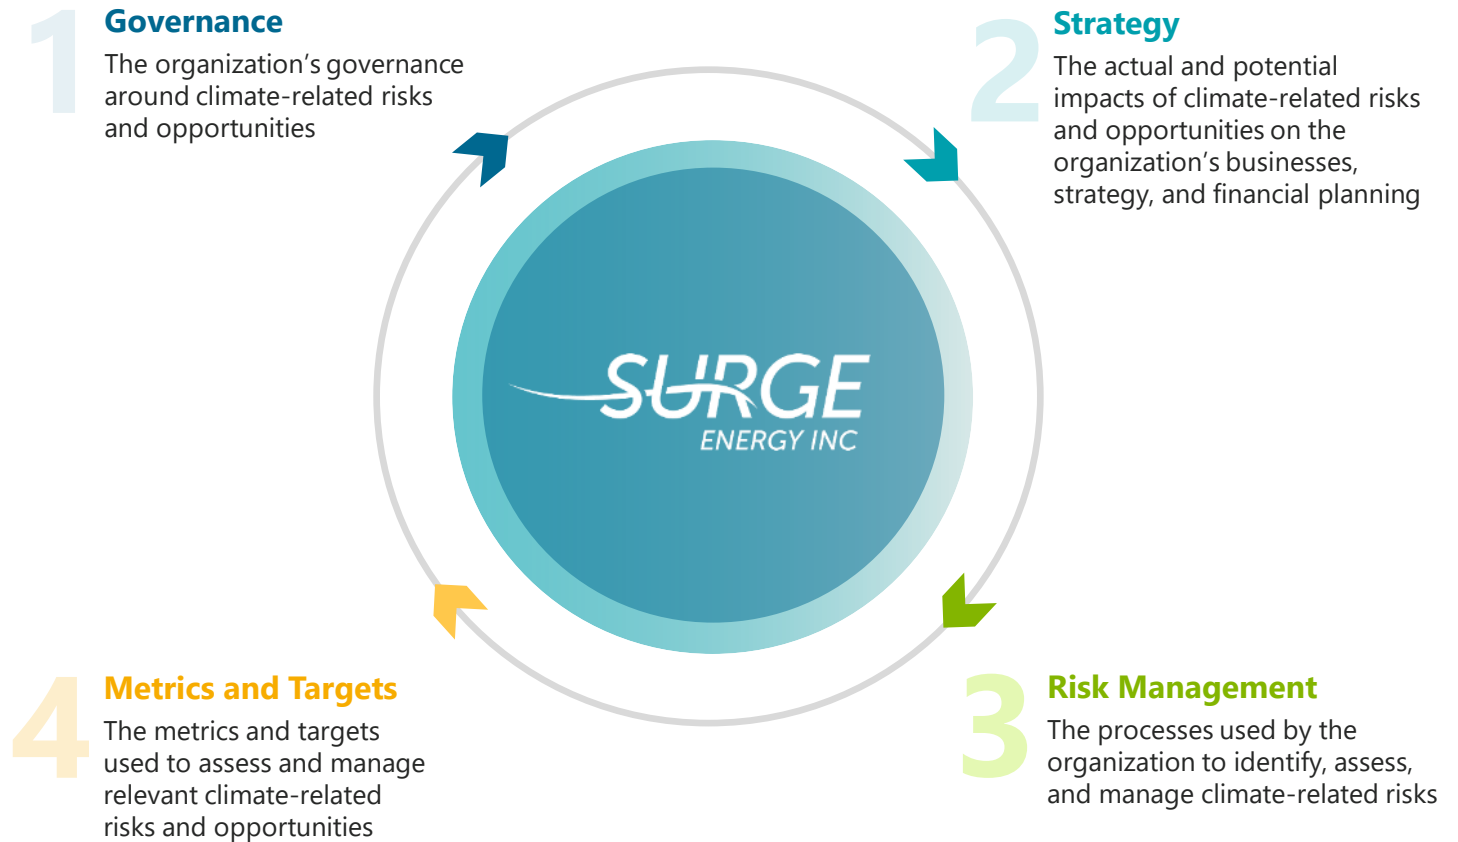 1
Governance
The organization's governance
around climate-related risks
and opportunities
2
Strategy
The actual and potential
impacts of climate-related risks
and opportunities on the
organization's businesses,
strategy, and financial planning
SURGE
ENERGY INC
3
Risk Management
The processes used by the
organization to identify, assess,
and manage climate-related risks
4
Metrics and Targets
The metrics and targets
used to assess and manage
relevant climate-related
risks and opportunities